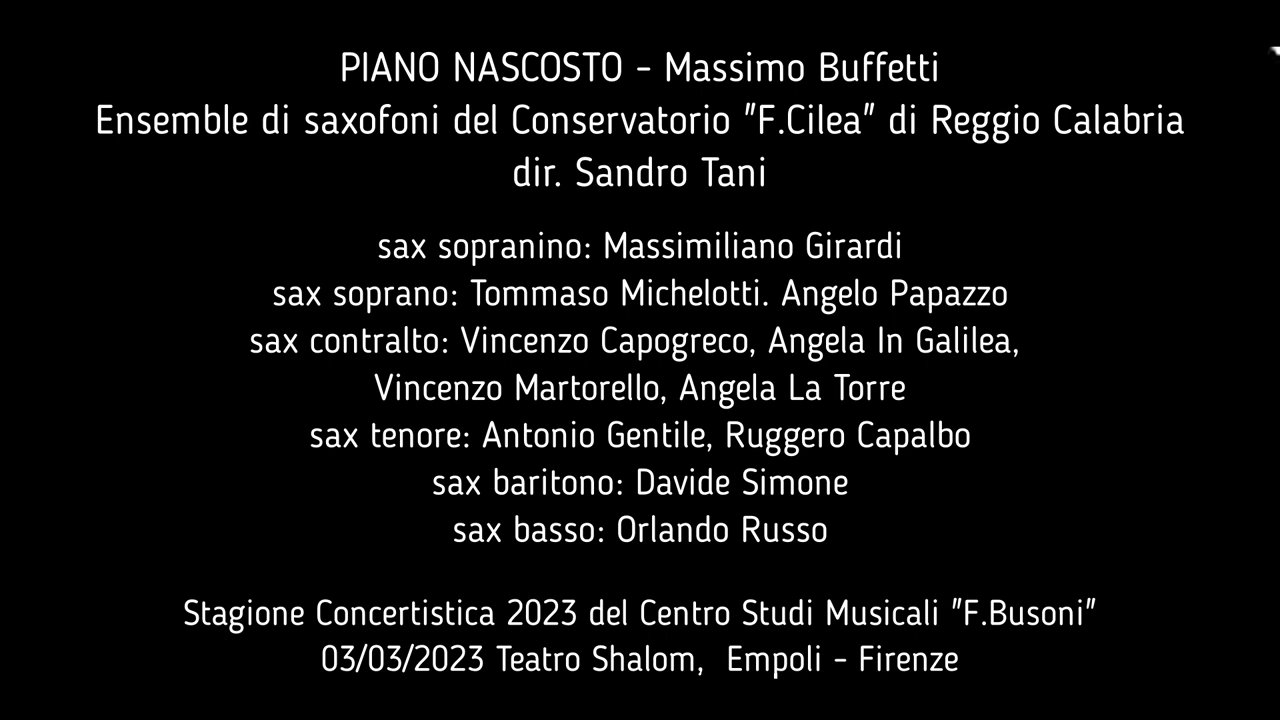 PIANO NASCOSTO - Massimo Buffetti
Ensemble di saxofoni del Conservatorio "F.Cilea" di Reggio Calabria
dir. Sandro Tani
sax sopranino: Massimiliano Girardi
sax soprano: Tommaso Michelotti. Angelo Papazzo
sax contralto: Vincenzo Capogreco, Angela In Galilea,
Vincenzo Martorello, Angela La Torre
sax tenore: Antonio Gentile, Ruggero Capalbo
sax baritono: Davide Simone
sax basso: Orlando Russo
Stagione Concertistica 2023 del Centro Studi Musicali "F.Busoni"
03/03/2023 Teatro Shalom, Empoli - Firenze